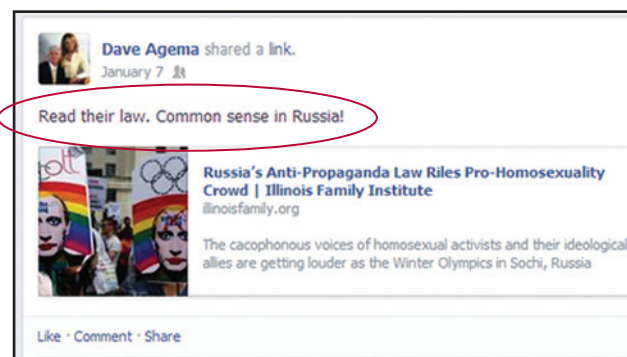 Dave Agema shared a link.
January 7
Read their law. Common sense in Russia!
Russia's Anti-Propaganda Law Riles Pro-Homosexuality
Crowd | Illinois Family Institute
illinoisfamily.org
The cacophonous voices of homosexual activists and their ideological
allies are getting louder as the Winter Olympics in Sochi, Russia
Like · Comment · Share